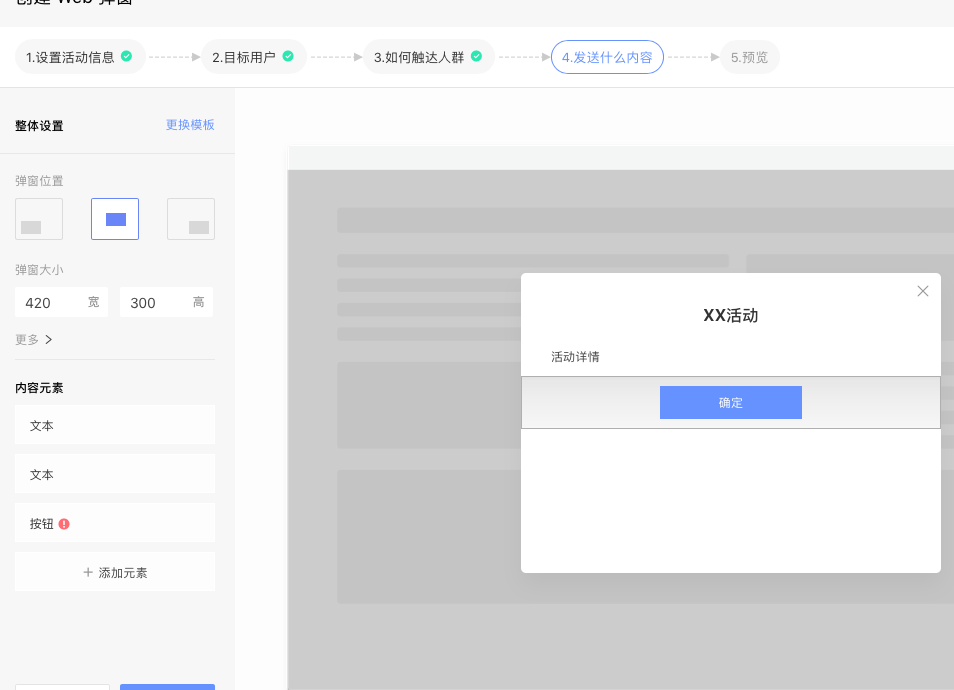 创建 Web 弹窗
1.设置活动信息
2.目标用户
3.如何触达人群
4.发送什么内容
5.预览
整体设置
更换模板
弹窗位置
弹窗大小
420 宽
300 高
更多
内容元素
文本
文本
按钮
+ 添加元素
XX活动
活动详情
确定